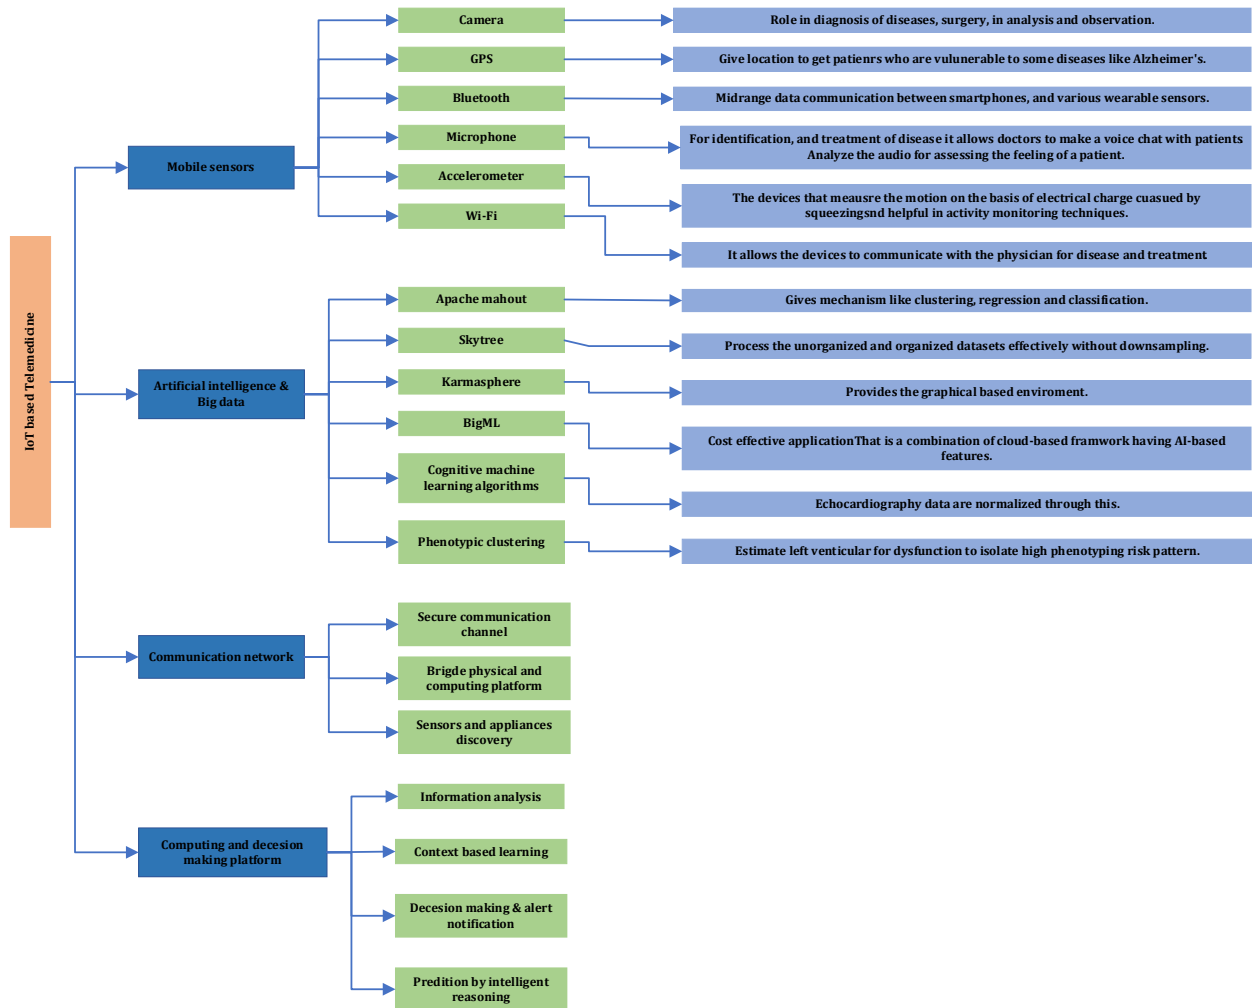 IoT based Telemedicine
Mobile sensors
Camera
Role in diagnosis of diseases, surgery, in analysis and observation.
GPS
Give location to get patienrs who are vulunerable to some diseases like Alzheimer's.
Bluetooth
Midrange data communication between smartphones, and various wearable sensors.
Microphone
For identification, and treatment of disease it allows doctors to make a voice chat with patients
Analyze the audio for assessing the feeling of a patient.
Accelerometer
The devices that meausre the motion on the basis of electrical charge cuased by
squeezingsnd helpful in activity monitoring techniques.
Wi-Fi
It allows the devices to communicate with the physician for disease and treatment
Artificial intelligence &
Big data
Apache mahout
Gives mechanism like clustering, regression and classification.
Skytree
Process the unorganized and organized datasets effectively without downsampling.
Karmasphere
Provides the graphical based enviroment.
BigML
Cost effective applicationThat is a combination of cloud-based framwork having AI-based
features.
Cognitive machine
learning algorithms
Echocardiography data are normalized through this.
Phenotypic clustering
Estimate left venticular for dysfunction to isolate high phenotyping risk pattern.
Communication network
Secure communication
channel
Brigde physical and
computing platform
Sensors and appliances
discovery
Computing and decesion
making platform
Information analysis
Context based learning
Decesion making & alert
notification
Predition by intelligent
reasoning